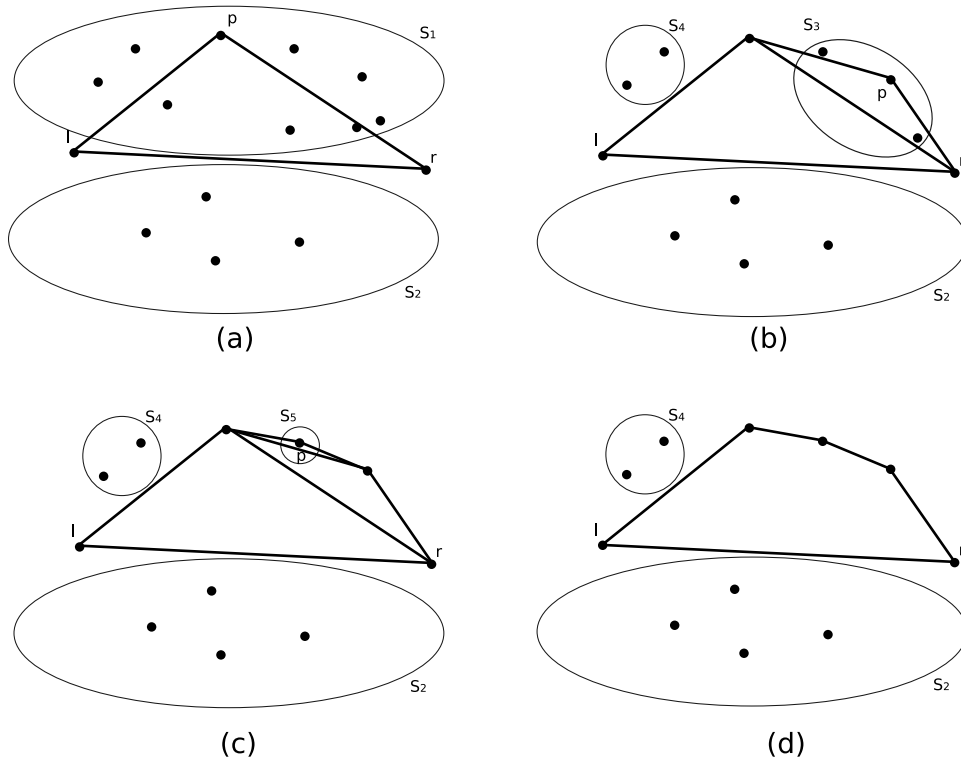 p S₁
l r
S₂
(a)
S₄ S₃
p
l r
S₂
(b)
S₄ S₅
p
l r
S₂
(c)
S₄
l r
S₂
(d)